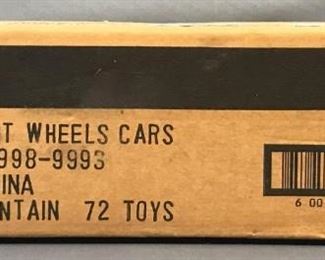 T WHEELS CARS
998-9993
INA
NTAIN 72 TOYS
6 00